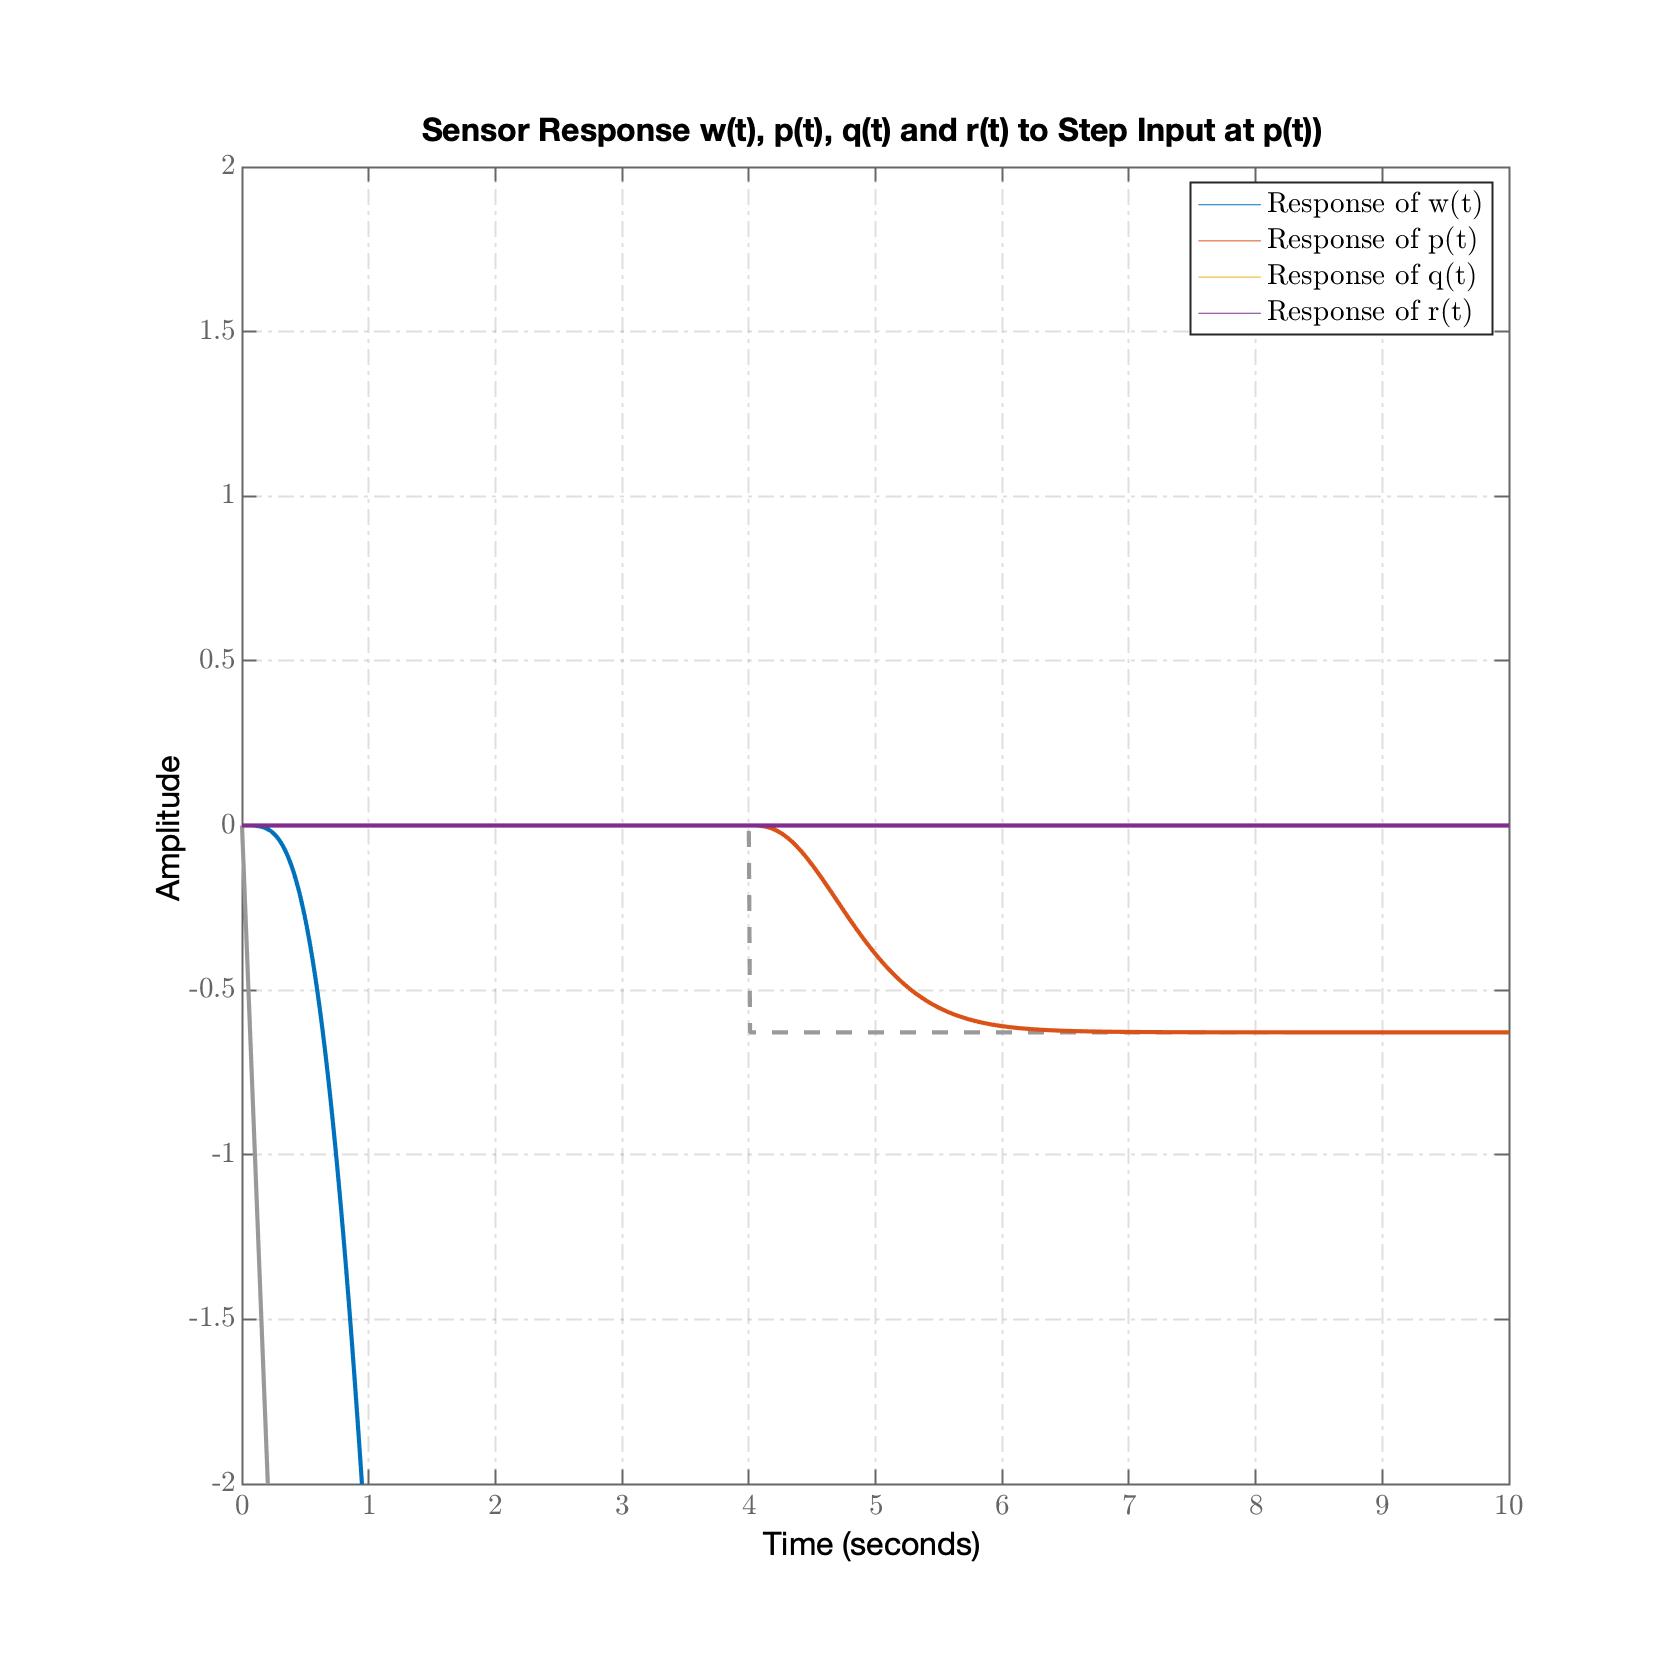 Sensor Response w(t), p(t), q(t) and r(t) to Step Input at p(t))
2
Response of w(t)
Response of p(t)
Response of q(t)
Response of r(t)
1.5
1
0.5
0
-0.5
-1
-1.5
-2
Amplitude
0 1 2 3 4 5 6 7 8 9 10
Time (seconds)